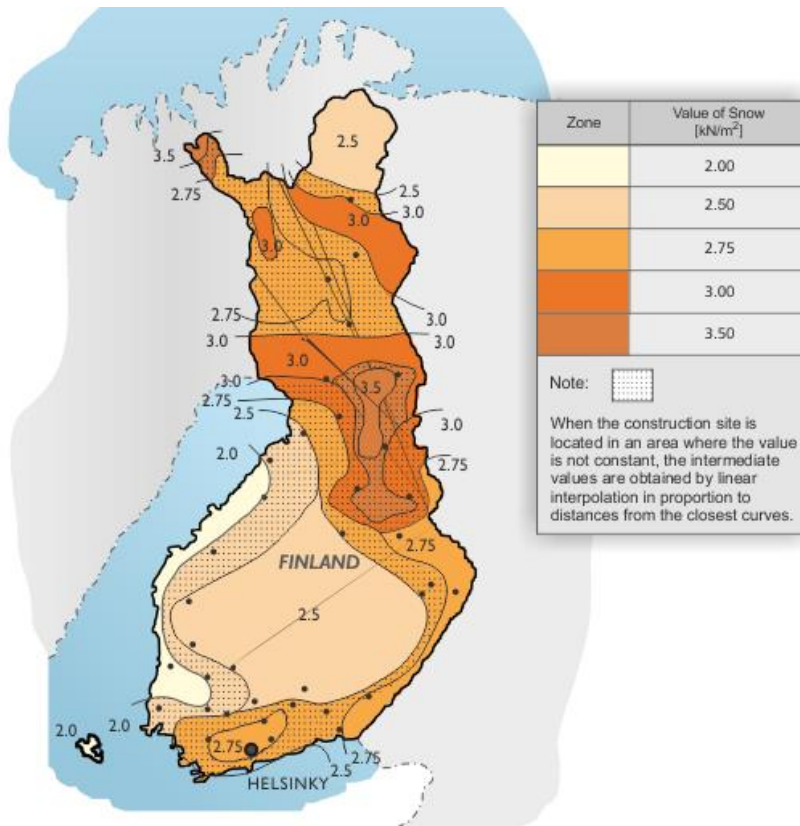 2.5
3.5
2.75
2.5
3.0
3.0
3.0
2.75
3.0
3.0
3.0
3.0
3.0
3.5
2.75
2.5
3.0
2.0
2.75
2.75
FINLAND
2.5
2.0
2.0
2.75
2.75
2.5
HELSINKY
Zone
Value of Snow
[kN/m²]
2.00
2.50
2.75
3.00
3.50
Note:
When the construction site is
located in an area where the value
is not constant, the intermediate
values are obtained by linear
interpolation in proportion to
distances from the closest curves.